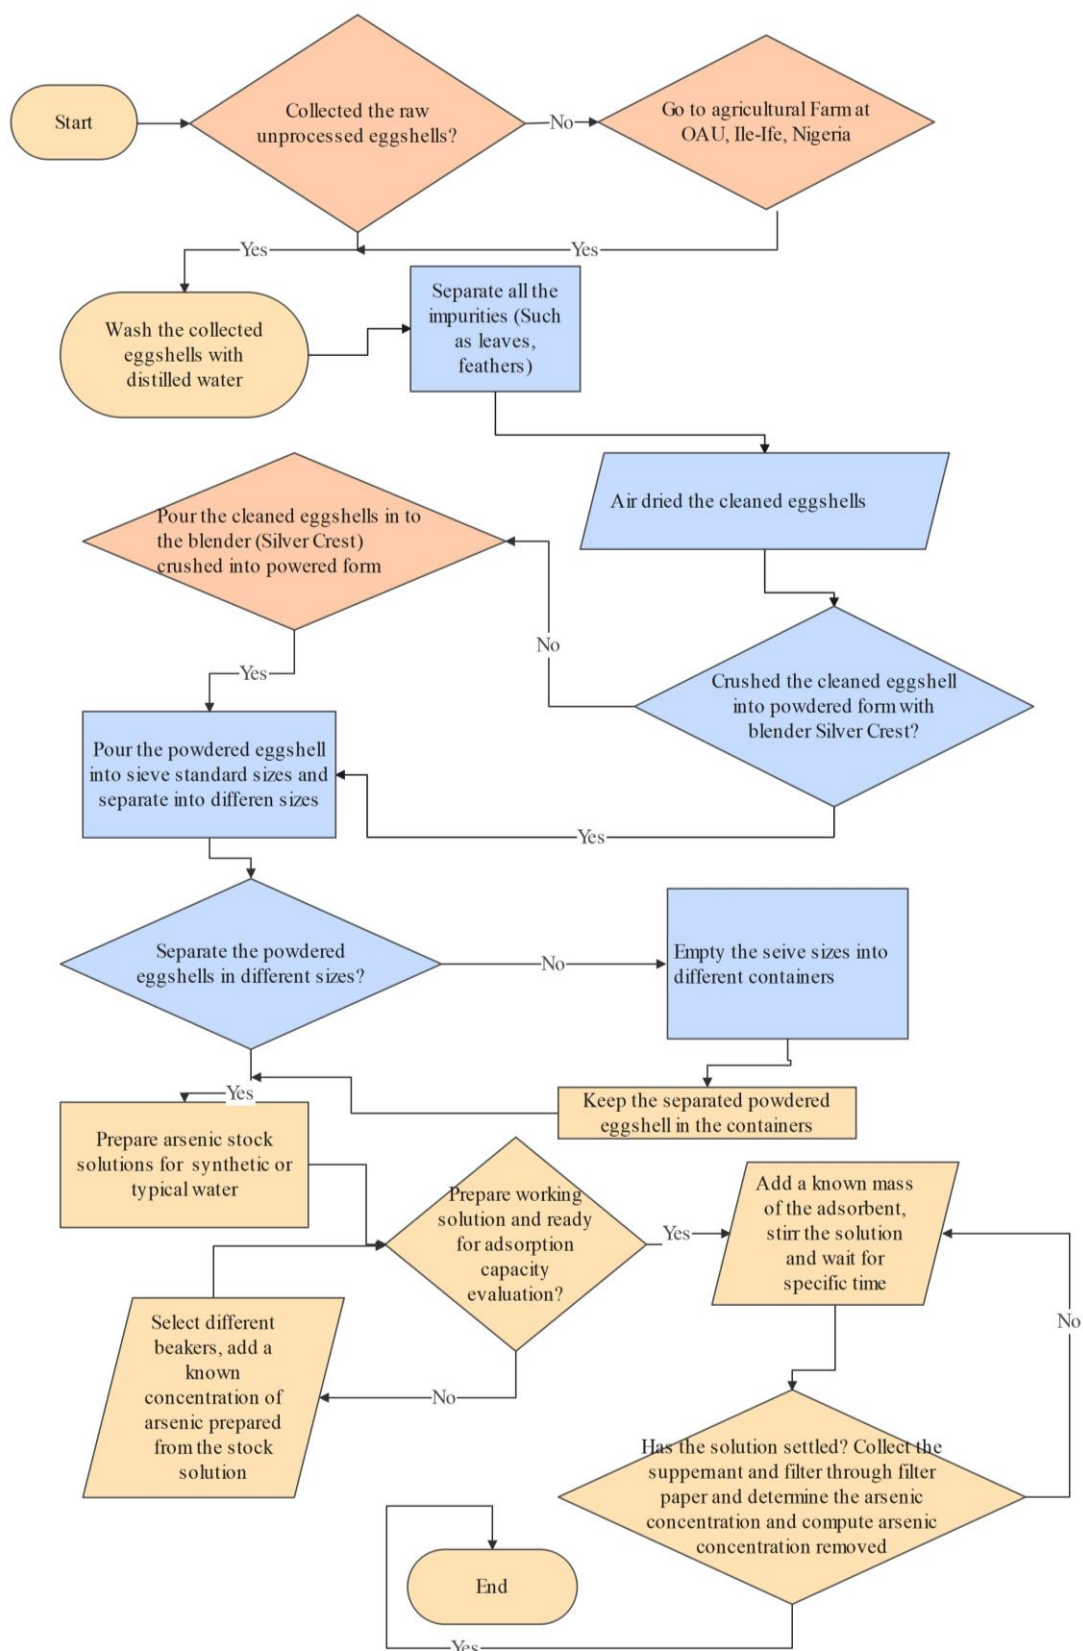 Start
Collected the raw
unprocessed eggshells?
No
Go to agricultural Farm at
OAU, Ile-Ife, Nigeria
Yes
Yes
Wash the collected
eggshells with
distilled water
Separate all the
impurities (Such
as leaves,
feathers)
Air dried the cleaned eggshells
Pour the cleaned eggshells in to
the blender (Silver Crest)
crushed into powered form
No
Yes
Crushed the cleaned eggshell
into powdered form with
blender Silver Crest?
Pour the powdered eggshell
into sieve standard sizes and
separate into differen sizes
Yes
Separate the powdered
eggshells in different sizes?
No
Empty the seive sizes into
different containers
Yes
Keep the separated powdered
eggshell in the containers
Prepare arsenic stock
solutions for synthetic or
typical water
Prepare working
solution and ready
for adsorption
capacity
evaluation?
Yes
Add a known mass
of the adsorbent,
stirr the solution
and wait for
specific time
No
Select different
beakers, add a
known
concentration of
arsenic prepared
from the stock
solution
No
Has the solution settled? Collect the
suppernant and filter through filter
paper and determine the arsenic
concentration and compute arsenic
concentration removed
End
Yes